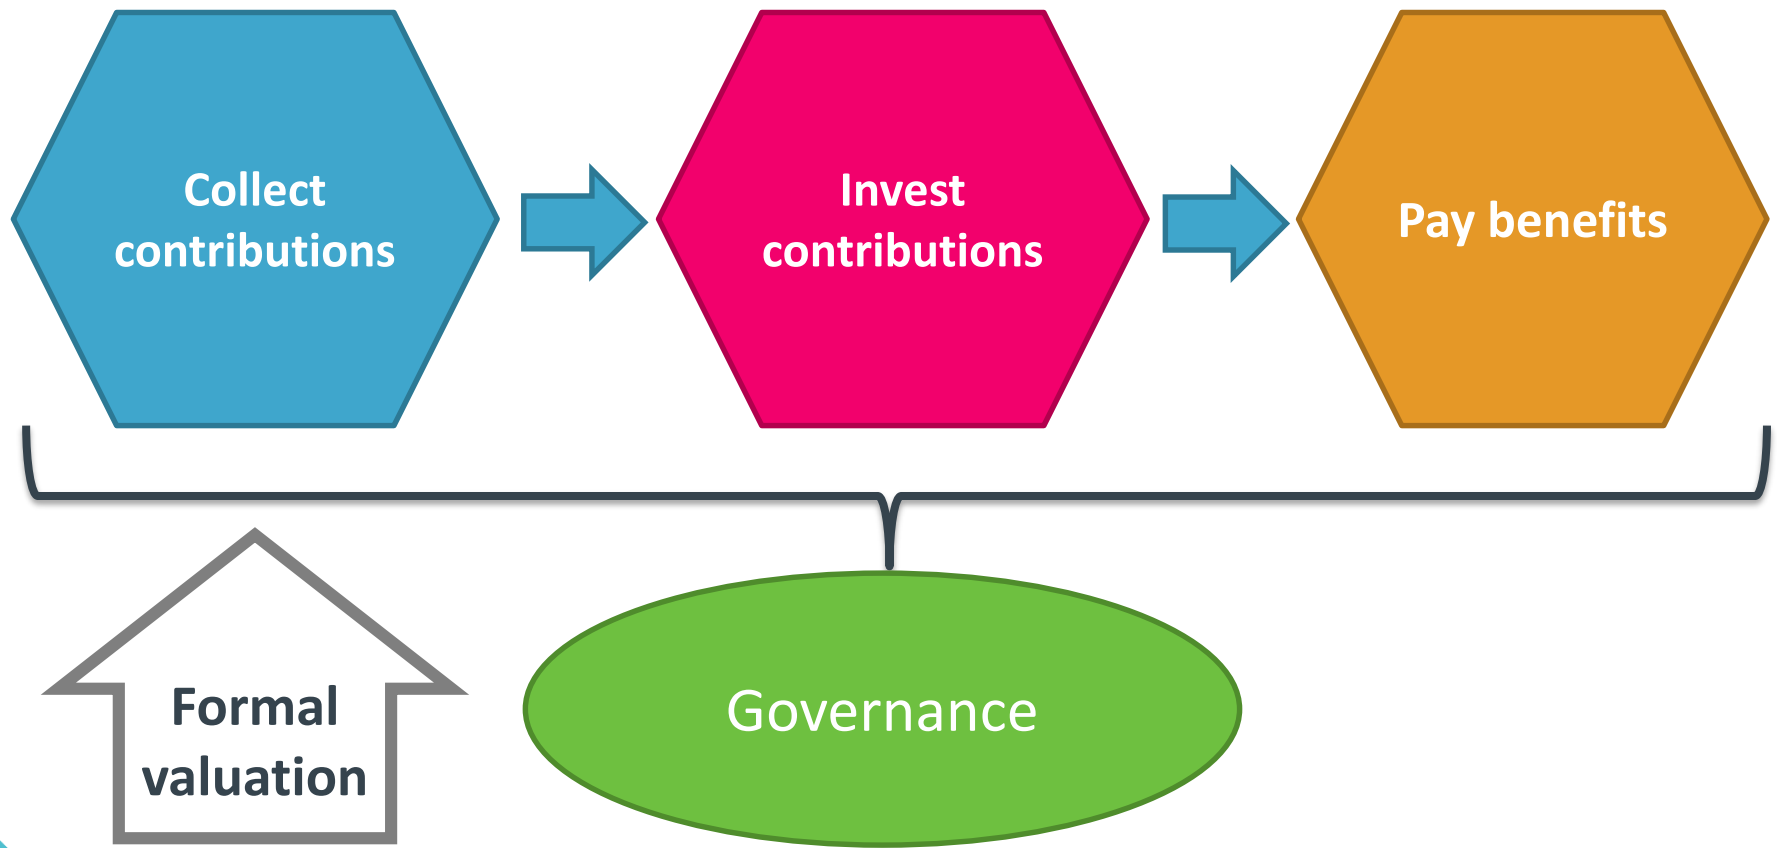 Collect
contributions
Invest
contributions
Pay benefits
Formal
valuation
Governance